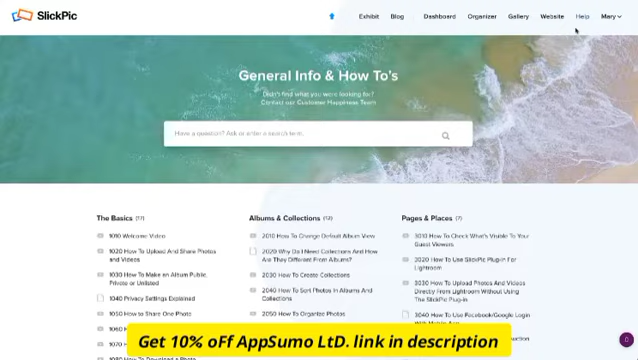 SlickPic
Exhibit Blog Dashboard Organizer Gallery Website Help Mary
General Info & How To's
Didn't find what you were looking for?
Contact our Customer Happiness Team
Have a question? Ask or enter a search term.
The Basics (17)
1010 Welcome Video
1020 How To Upload And Share Photos
and Videos
1030 How To Make an Album Public,
Private or Unlisted
1040 Privacy Settings Explained
1050 How to Share One Photo
1060
1070
Albums & Collections (12)
2010 How To Change Default Album View
2020 Why Do I Need Collections And How
Are They Different From Albums?
2030 How To Create Collections
2040 How To Sort Photos In Albums And
Collections
2050 How To Organize Photos
Pages & Places (7)
3010 How To Check What's Visible To Your
Guest Viewers
3020 How To Use SlickPic Plug-in For
Lightroom
3030 How To Upload Photos And Videos
Directly From Lightroom Without Using
The SlickPic Plug-in
3040 How To Use Facebook/Google Login
Get 10% oFF AppSumo LtD. link in description